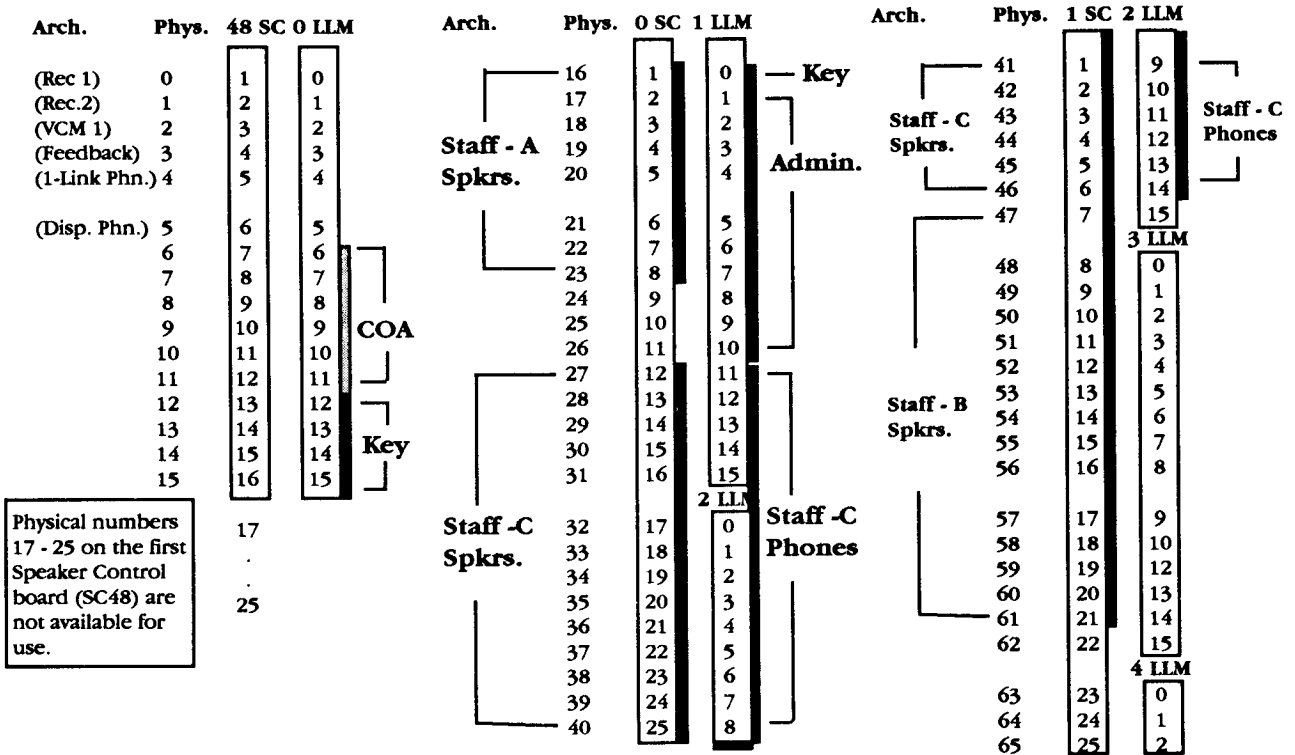 Arch. Phys. 48 SC 0 LLM
(Rec 1) 0 1 0
(Rec.2) 1 2 1
(VCM 1) 2 3 2
(Feedback) 3 4 3
(1-Link Phn.) 4 5 4
(Disp. Phn.) 5 6 5
6 7 6
7 8 7
8 9 8
9 10 9 COA
10 11 10
11 12 11
12 13 12
13 14 13
14 15 14 Key
15 16 15
17
.
.
25
Physical numbers
17 - 25 on the first
Speaker Control
board (SC48) are
not available for
use.
Arch. Phys. 0 SC 1 LLM
16 1 0 Key
17 2 1
18 3 2
Staff - A 19 4 3 Admin.
Spkrs. 20 5 4
21 6 5
22 7 6
23 8 7
24 9 8
25 10 9
26 11 10
27 12 11
28 13 12
29 14 13
30 15 14
31 16 15
2 LLM
Staff -C 32 17 0 Staff -C
Spkrs. 33 18 1 Phones
34 19 2
35 20 3
36 21 4
37 22 5
38 23 6
39 24 7
40 25 8
Arch. Phys. 1 SC 2 LLM
41 1 9
42 2 10
Staff - C 43 3 11 Staff - C
Spkrs. 44 4 12 Phones
45 5 13
46 6 14
47 7 15
3 LLM
48 8 0
49 9 1
50 10 2
51 11 3
52 12 4
Staff - B 53 13 5
Spkrs. 54 14 6
55 15 7
56 16 8
57 17 9
58 18 10
59 19 12
60 20 13
61 21 14
62 22 15
4 LLM
63 23 0
64 24 1
65 25 2